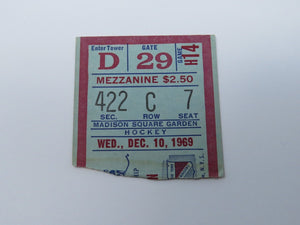 Enter Tower GATE
D 29
GAME
H14
MEZZANINE $2.50
422 C 7
SEC. ROW SEAT
MADISON SQUARE GARDEN
HOCKEY
WED., DEC. 10, 1969